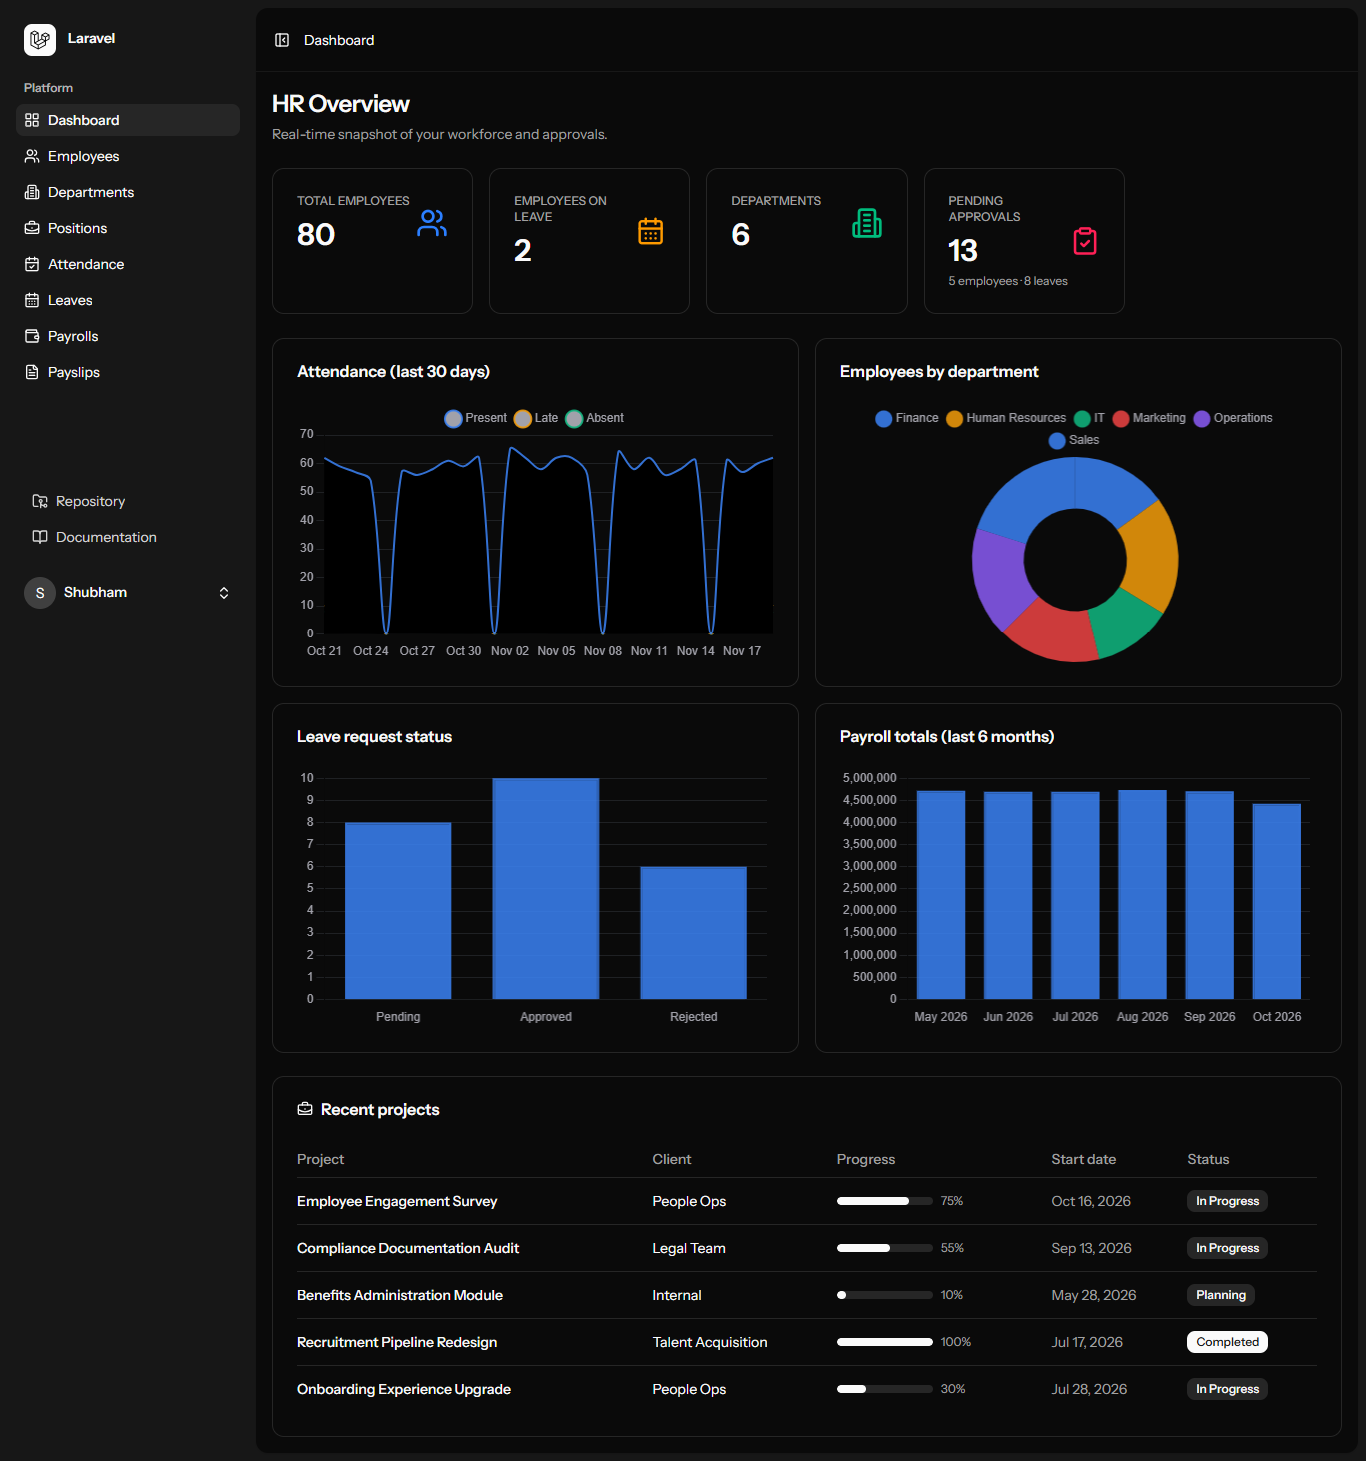 Laravel
Platform
Dashboard
Employees
Departments
Positions
Attendance
Leaves
Payrolls
Payslips
Repository
Documentation
S Shubham
Dashboard
HR Overview
Real-time snapshot of your workforce and approvals.
TOTAL EMPLOYEES
80
EMPLOYEES ON
LEAVE
2
DEPARTMENTS
6
PENDING
APPROVALS
13
5 employees · 8 leaves
Attendance (last 30 days)
Present Late Absent
70
60
50
40
30
20
10
0
Oct 21 Oct 24 Oct 27 Oct 30 Nov 02 Nov 05 Nov 08 Nov 11 Nov 14 Nov 17
Employees by department
Finance Human Resources IT Marketing Operations
Sales
Leave request status
10
9
8
7
6
5
4
3
2
1
0
Pending Approved Rejected
Payroll totals (last 6 months)
5,000,000
4,500,000
4,000,000
3,500,000
3,000,000
2,500,000
2,000,000
1,500,000
1,000,000
500,000
0
May 2026 Jun 2026 Jul 2026 Aug 2026 Sep 2026 Oct 2026
Recent projects
Project Client Progress Start date Status
Employee Engagement Survey People Ops 75% Oct 16, 2026 In Progress
Compliance Documentation Audit Legal Team 55% Sep 13, 2026 In Progress
Benefits Administration Module Internal 10% May 28, 2026 Planning
Recruitment Pipeline Redesign Talent Acquisition 100% Jul 17, 2026 Completed
Onboarding Experience Upgrade People Ops 30% Jul 28, 2026 In Progress